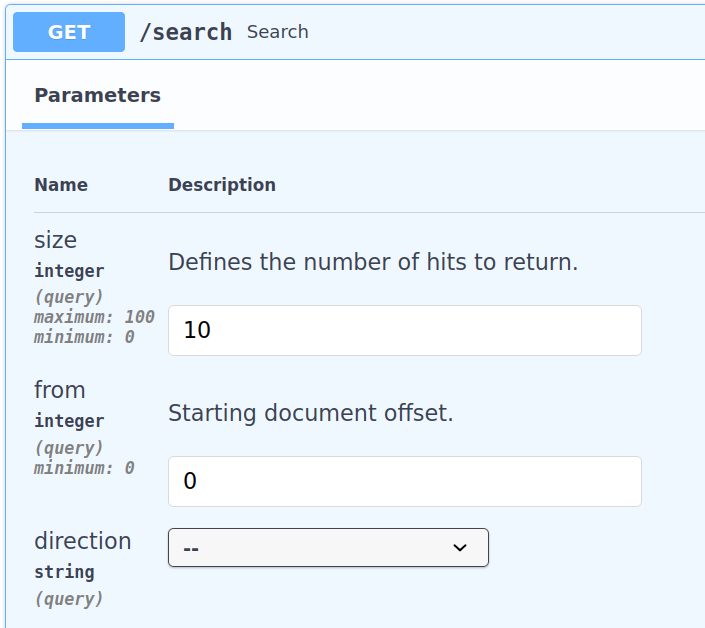 GET /search Search
Parameters
Name Description
size
integer
(query)
maximum: 100
minimum: 0
Defines the number of hits to return.
10
from
integer
(query)
minimum: 0
Starting document offset.
0
direction
string
(query)
--